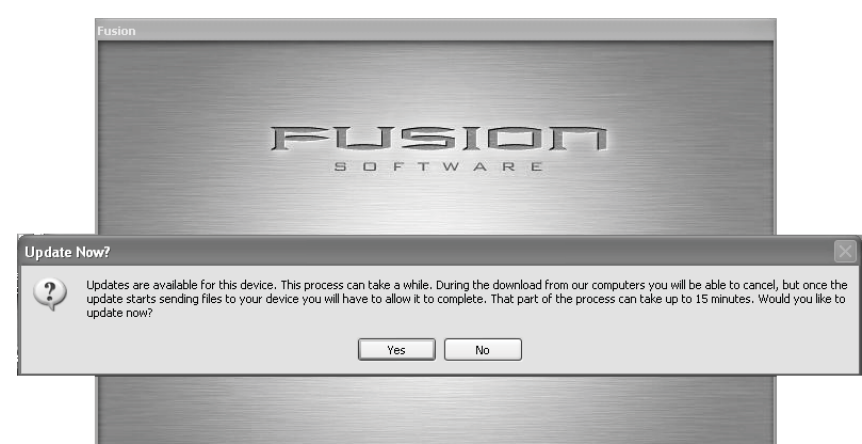 Fusion
FUSION
SOFTWARE
Update Now?
Updates are available for this device. This process can take a while. During the download from our computers you will be able to cancel, but once the
update starts sending files to your device you will have to allow it to complete. That part of the process can take up to 15 minutes. Would you like to
update now?
Yes No